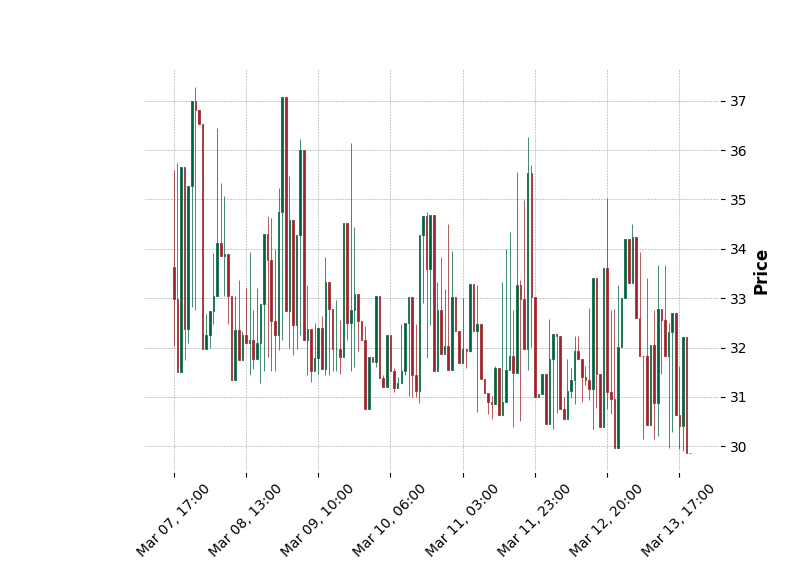 37
36
35
34
33
32
31
30
Price
Mar 07, 17:00
Mar 08, 13:00
Mar 09, 10:00
Mar 10, 06:00
Mar 11, 03:00
Mar 11, 23:00
Mar 12, 20:00
Mar 13, 17:00